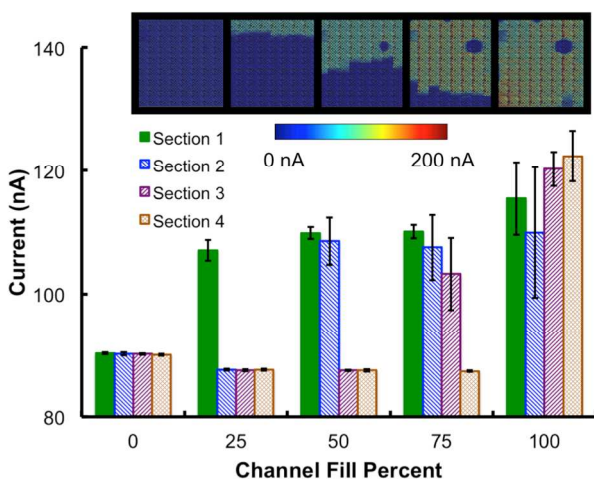 140
120
100
80
Current (nA)
0 nA
200 nA
Section 1
Section 2
Section 3
Section 4
0
25
50
75
100
Channel Fill Percent